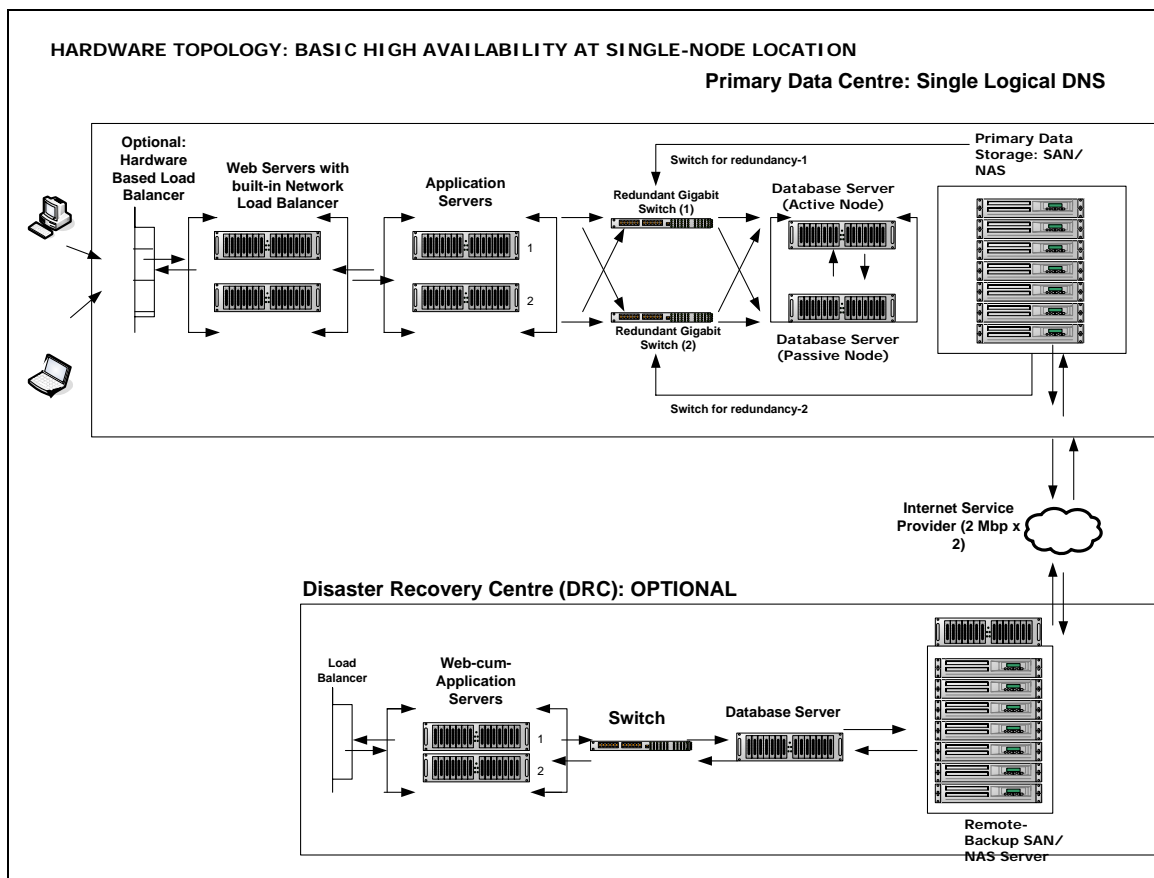 HARDWARE TOPOLOGY: BASIC HIGH AVAILABILITY AT SINGLE-NODE LOCATION
Primary Data Centre: Single Logical DNS
Optional:
Hardware
Based Load
Balancer
Web Servers with
built-in Network
Load Balancer
Application
Servers
1
2
Switch for redundancy-1
Redundant Gigabit
Switch (1)
Redundant Gigabit
Switch (2)
Switch for redundancy-2
Database Server
(Active Node)
Database Server
(Passive Node)
Primary Data
Storage: SAN/
NAS
Internet Service
Provider (2 Mbp x
2)
Disaster Recovery Centre (DRC): OPTIONAL
Load
Balancer
Web-cum-
Application
Servers
1
2
Switch
Database Server
Remote-
Backup SAN/
NAS Server